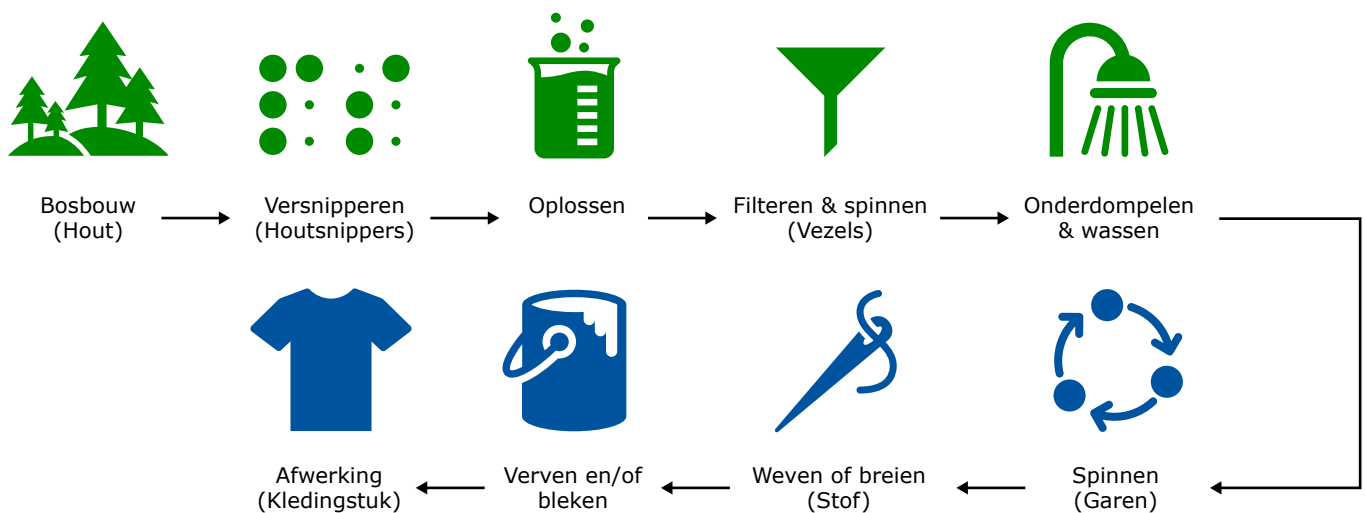 Bosbouw
(Hout)
Versnipperen
(Houtsnippers)
Oplossen
Filteren & spinnen
(Vezels)
Onderdompelen
& wassen
Afwerking
(Kledingstuk)
Verven en/of
bleken
Weven of breien
(Stof)
Spinnen
(Garen)